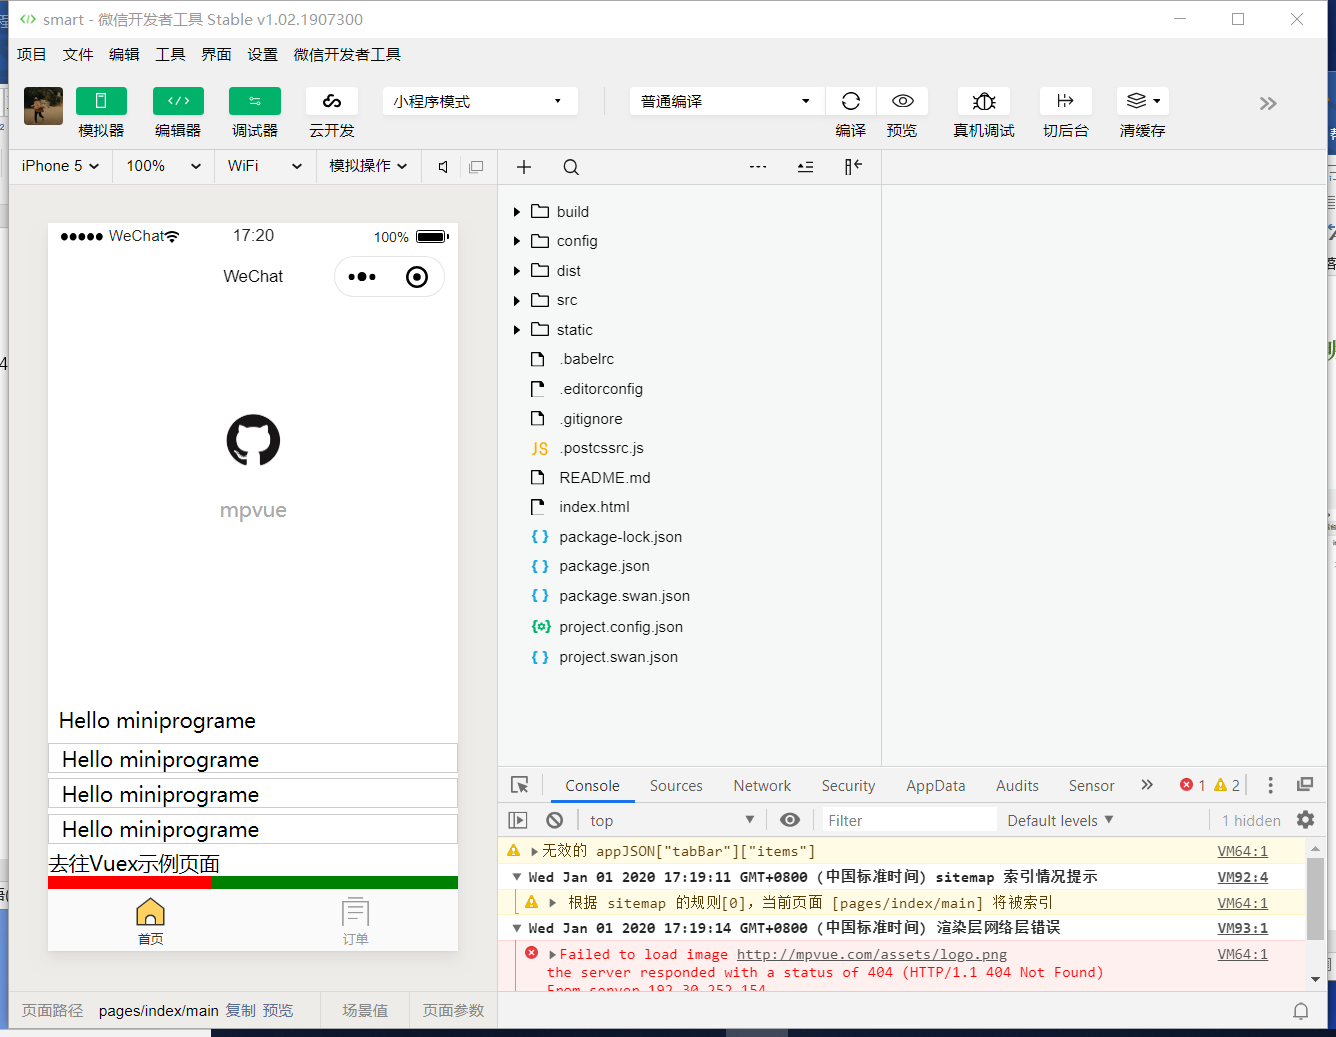 smart - 微信开发者工具 Stable v1.02.1907300
项目 文件 编辑 工具 界面 设置 微信开发者工具
小程序模式 普通编译
模拟器 编辑器 调试器 云开发 编译 预览 真机调试 切后台 清缓存
iPhone 5 100% WiFi 模拟操作
WeChat 17:20 100%
WeChat
mpvue
Hello miniprograme
Hello miniprograme
Hello miniprograme
Hello miniprograme
去往Vuex示例页面
首页 订单
页面路径 pages/index/main 复制 预览 场景值 页面参数
build
config
dist
src
static
.babelrc
.editorconfig
.gitignore
JS .postcssrc.js
README.md
index.html
{ } package-lock.json
{ } package.json
{ } package.swan.json
project.config.json
{ } project.swan.json
Console Sources Network Security AppData Audits Sensor 1 2
top Filter Default levels 1 hidden
无效的 appJSON["tabBar"]["items"] VM64:1
Wed Jan 01 2020 17:19:11 GMT+0800 (中国标准时间) sitemap 索引情况提示 VM92:4
根据 sitemap 的规则[0]，当前页面 [pages/index/main] 将被索引 VM64:1
Wed Jan 01 2020 17:19:14 GMT+0800 (中国标准时间) 渲染层网络层错误 VM93:1
Failed to load image http://mpvue.com/assets/logo.png VM64:1
the server responded with a status of 404 (HTTP/1.1 404 Not Found)
From server 192.30.252.154